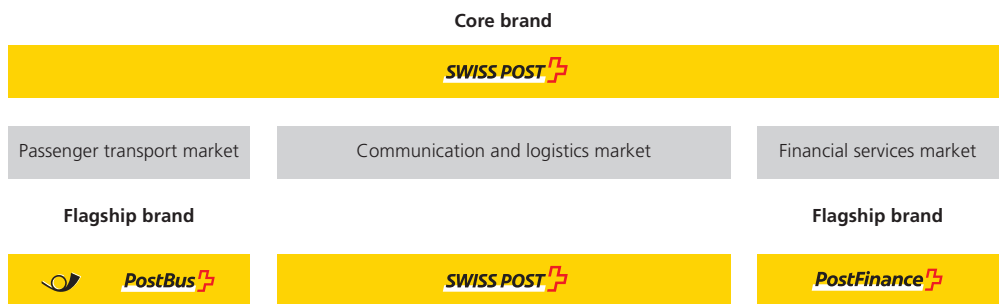 Core brand
SWISS POST
Passenger transport market
Communication and logistics market
Financial services market
Flagship brand
Flagship brand
PostBus
SWISS POST
PostFinance